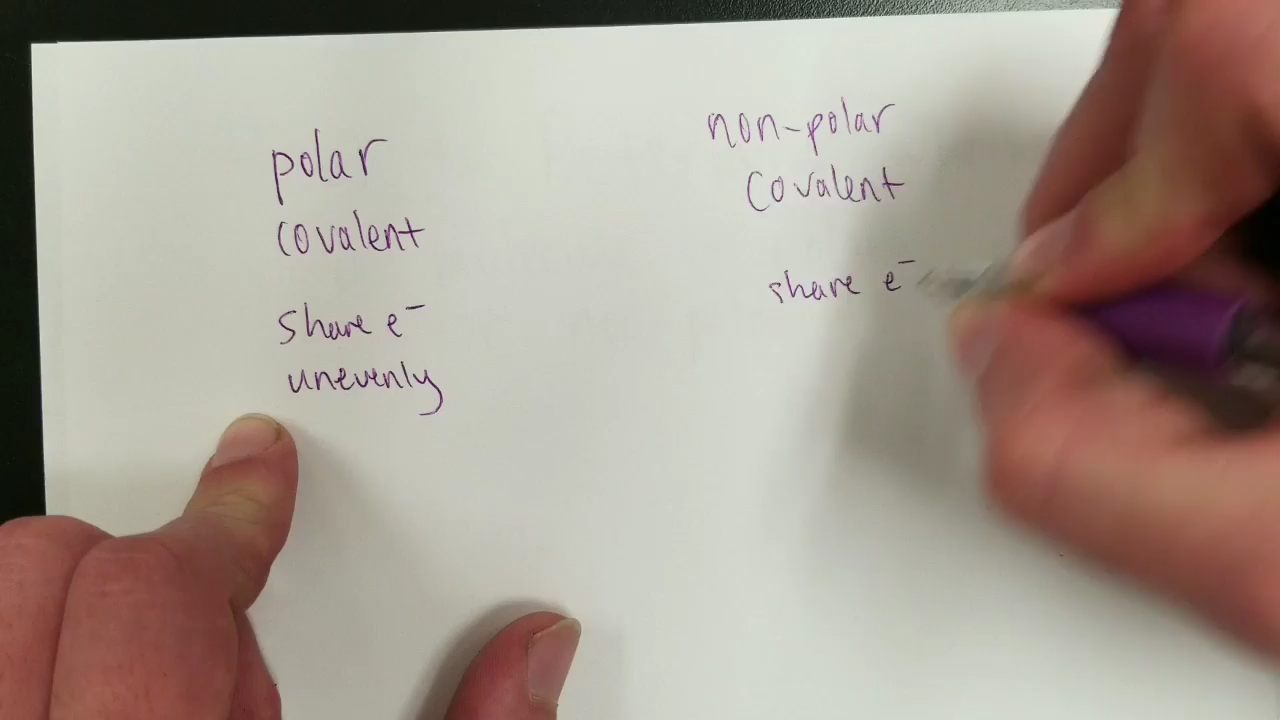 polar
covalent
share e⁻
unevenly
non-polar
covalent
share e⁻